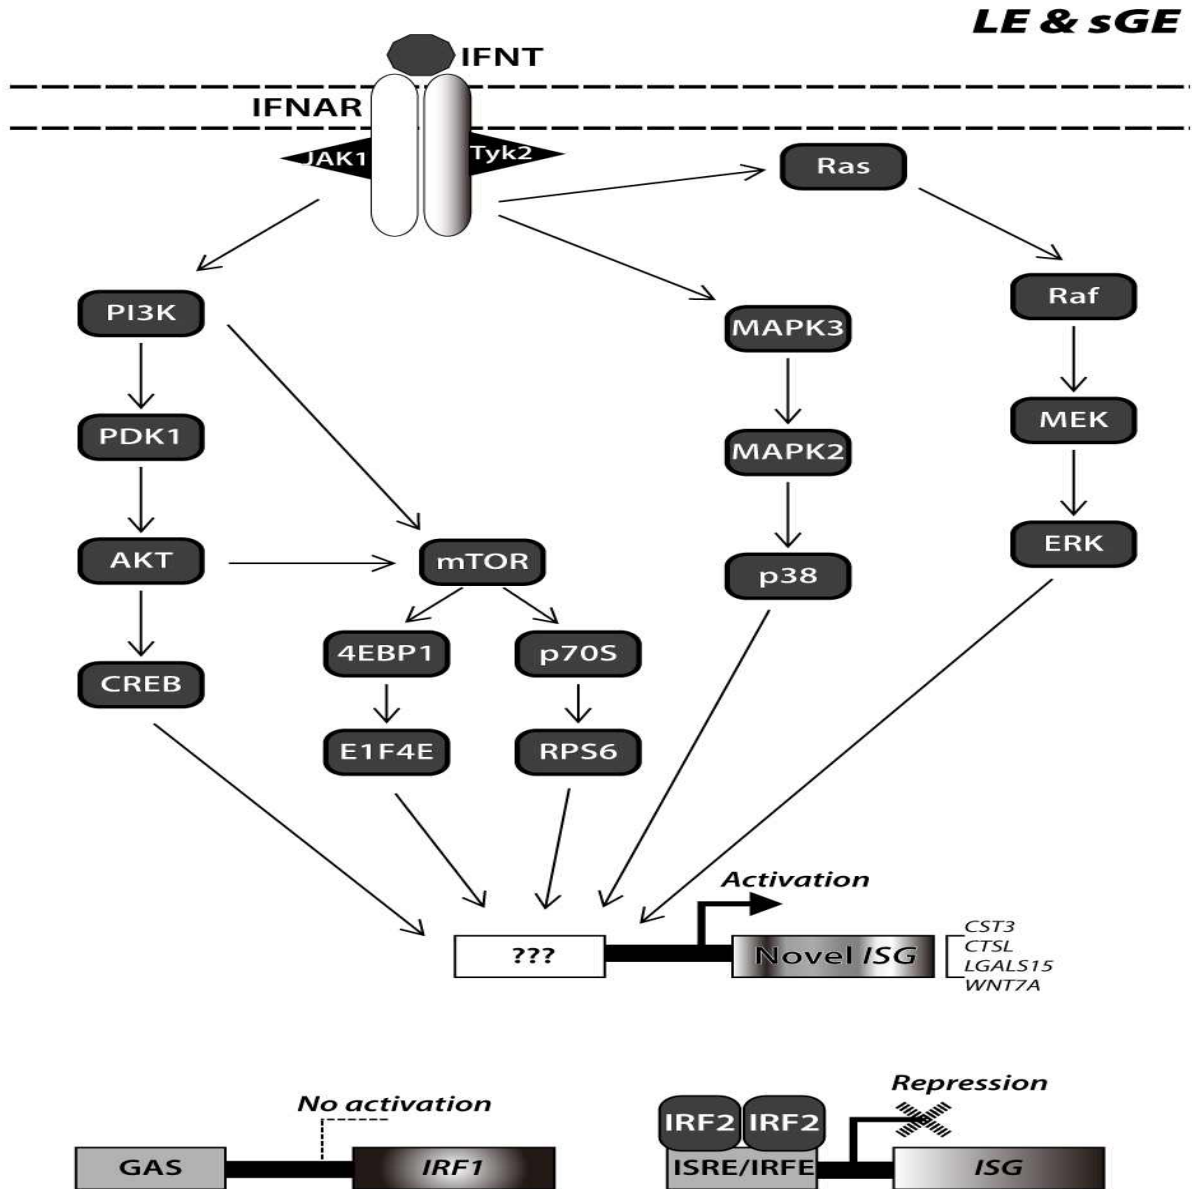 LE & sGE
IFNT
IFNAR
JAK1
Tyk2
Ras
PI3K
MAPK3
Raf
PDK1
MAPK2
MEK
AKT
mTOR
p38
ERK
4EBP1
p70S
CREB
E1F4E
RPS6
Activation
???
Novel ISG
CST3
CTSL
LGALS15
WNT7A
No activation
Repression
IRF2
IRF2
GAS
IRF1
ISRE/IRFE
ISG